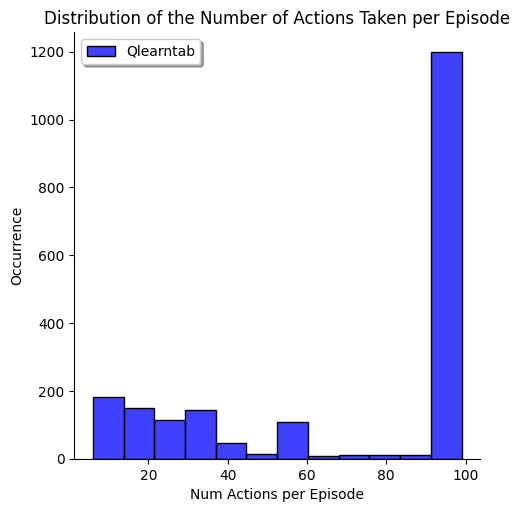 Distribution of the Number of Actions Taken per Episode
Qlearntab
1200
1000
800
600
400
200
0
Occurrence
20 40 60 80 100
Num Actions per Episode